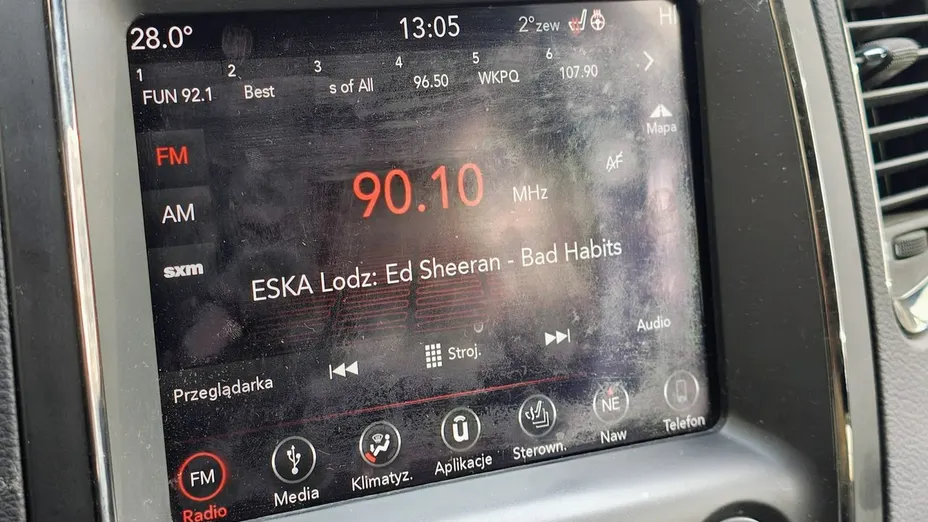 28.0° 13:05 2° zew HI
1 2 3 4 5 6
FUN 92.1 Best s of All 96.50 WKPQ 107.90
Mapa
FM
AM
sxm
90.10 MHz
AF
ESKA Lodz: Ed Sheeran - Bad Habits
Przeglądarka Stroj. Audio
FM NE
Radio Media Klimatyz. Aplikacje Sterown. Naw Telefon